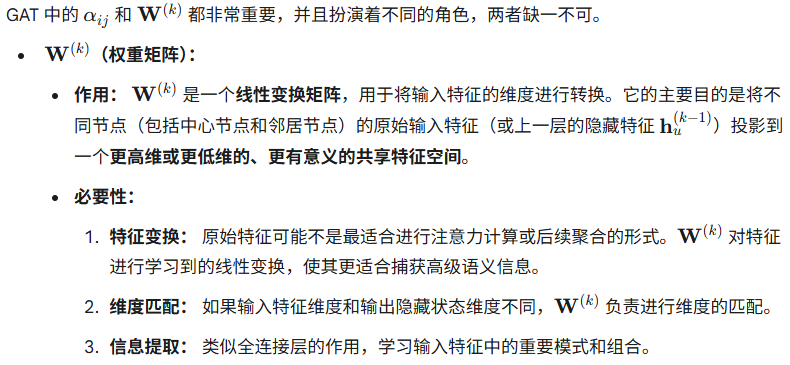 GAT 中的 α_{ij} 和 W^{(k)} 都非常重要，并且扮演着不同的角色，两者缺一不可。
• W^{(k)}（权重矩阵）：
• 作用： W^{(k)} 是一个线性变换矩阵，用于将输入特征的维度进行转换。它的主要目的是将不
同节点（包括中心节点和邻居节点）的原始输入特征（或上一层的隐藏特征 h_u^{(k-1)}）投影到
一个更高维或更低维的、更有意义的共享特征空间。
• 必要性：
1. 特征变换： 原始特征可能不是最适合进行注意力计算或后续聚合的形式。W^{(k)} 对特征
进行学习到的线性变换，使其更适合捕获高级语义信息。
2. 维度匹配： 如果输入特征维度和输出隐藏状态维度不同，W^{(k)} 负责进行维度的匹配。
3. 信息提取： 类似全连接层的作用，学习输入特征中的重要模式和组合。